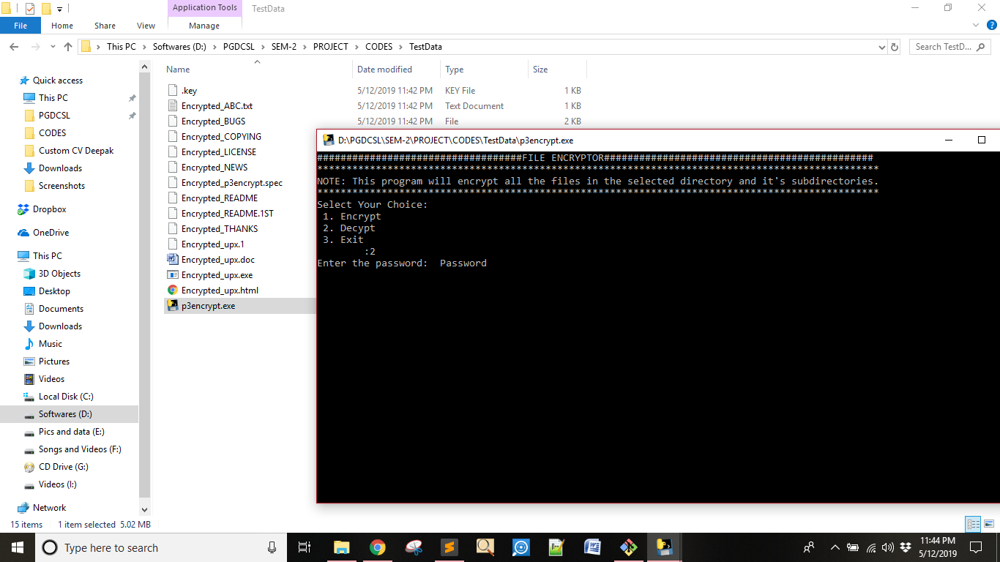 Application Tools
TestData
File
Home
Share
View
Manage
This PC
Softwares (D:)
PGDCSL
SEM-2
PROJECT
CODES
TestData
Search TestD...
Name
Date modified
Type
Size
Quick access
This PC
PGDCSL
CODES
Custom CV Deepak
Downloads
Screenshots
Dropbox
OneDrive
This PC
3D Objects
Desktop
Documents
Downloads
Music
Pictures
Videos
Local Disk (C:)
Softwares (D:)
Pics and data (E:)
Songs and Videos (F:)
CD Drive (G:)
Videos (I:)
Network
.key 5/12/2019 11:42 PM KEY File 1 KB
Encrypted_ABC.txt 5/12/2019 11:42 PM Text Document 1 KB
Encrypted_BUGS 5/12/2019 11:42 PM File 2 KB
Encrypted_COPYING
Encrypted_LICENSE
Encrypted_NEWS
Encrypted_p3encrypt.spec
Encrypted_README
Encrypted_README.1ST
Encrypted_THANKS
Encrypted_upx.1
Encrypted_upx.doc
Encrypted_upx.exe
Encrypted_upx.html
p3encrypt.exe
D:\PGDCSL\SEM-2\PROJECT\CODES\TestData\p3encrypt.exe
###################################FILE ENCRYPTOR##############################################
************************************************************************************************
NOTE: This program will encrypt all the files in the selected directory and it's subdirectories.
************************************************************************************************
Select Your Choice:
1. Encrypt
2. Decypt
3. Exit
:2
Enter the password:  Password
15 items
1 item selected 5.02 MB
Type here to search
11:44 PM
5/12/2019